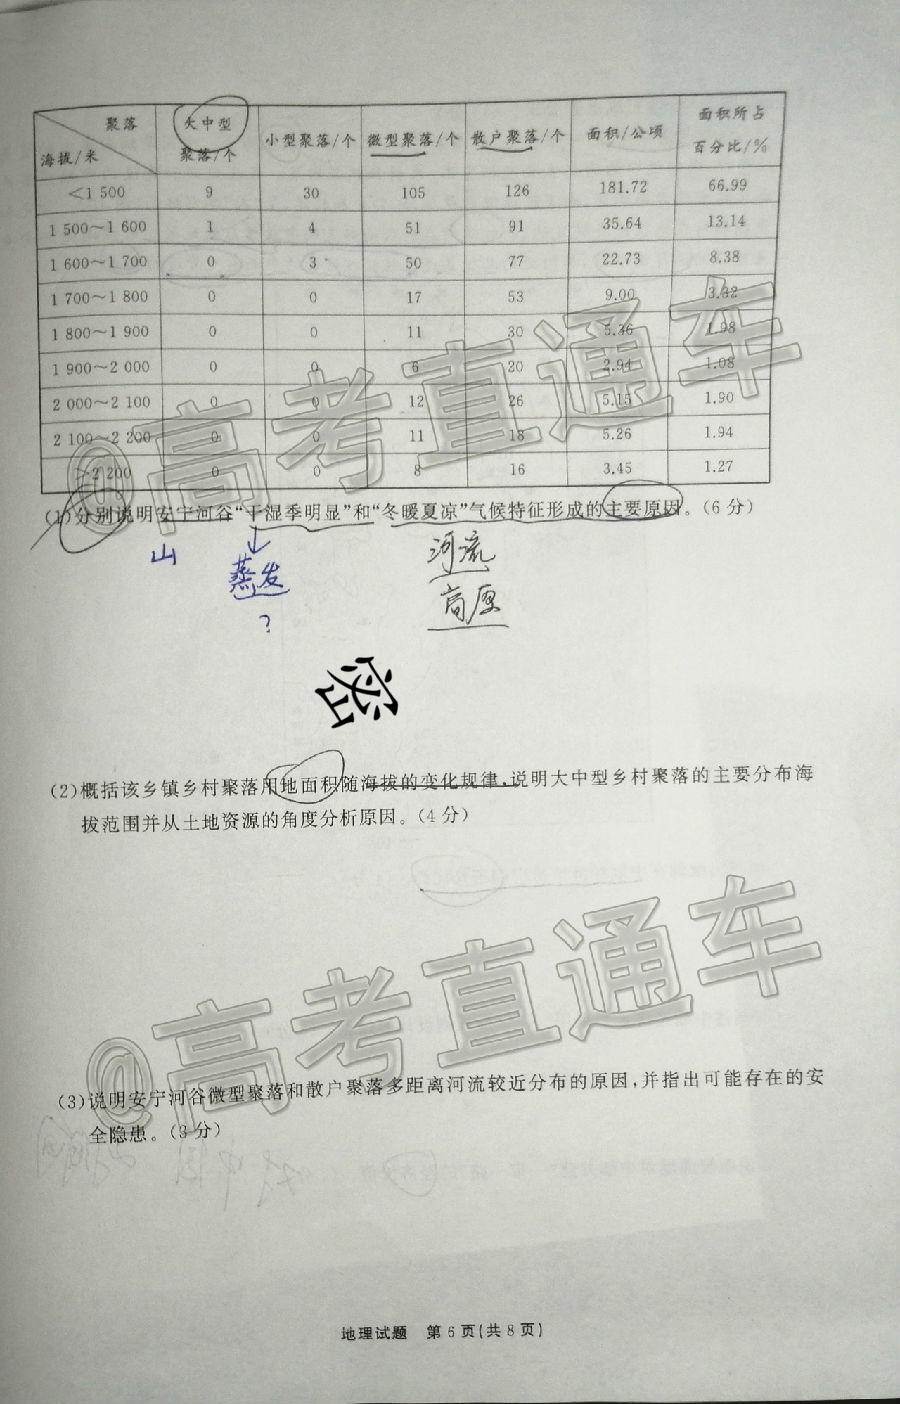 聚落 海拔/米 大中型聚落/个 小型聚落/个 微型聚落/个 散户聚落/个 面积/公顷 面积所占百分比/%
<1 500 9 30 105 126 181.72 66.99
1 500~1 600 1 4 51 91 35.64 13.14
1 600~1 700 0 3 50 77 22.73 8.38
1 700~1 800 0 0 17 53 9.00 3.32
1 800~1 900 0 0 11 30 5.36 1.98
1 900~2 000 0 0 6 20 2.94 1.08
2 000~2 100 0 0 12 26 5.15 1.90
2 100~2 200 0 0 11 18 5.26 1.94
>2 200 0 0 8 16 3.45 1.27
@高考直通车
(1)分别说明安宁河谷“干湿季明显”和“冬暖夏凉”气候特征形成的主要原因。(6分)
山
蒸发
?
河流
高原
密
(2)概括该乡镇乡村聚落用地面积随海拔的变化规律,说明大中型乡村聚落的主要分布海
拔范围并从土地资源的角度分析原因。(4分)
@高考直通车
(3)说明安宁河谷微型聚落和散户聚落多距离河流较近分布的原因,并指出可能存在的安
全隐患。(8分)
地理试题 第6页(共8页)